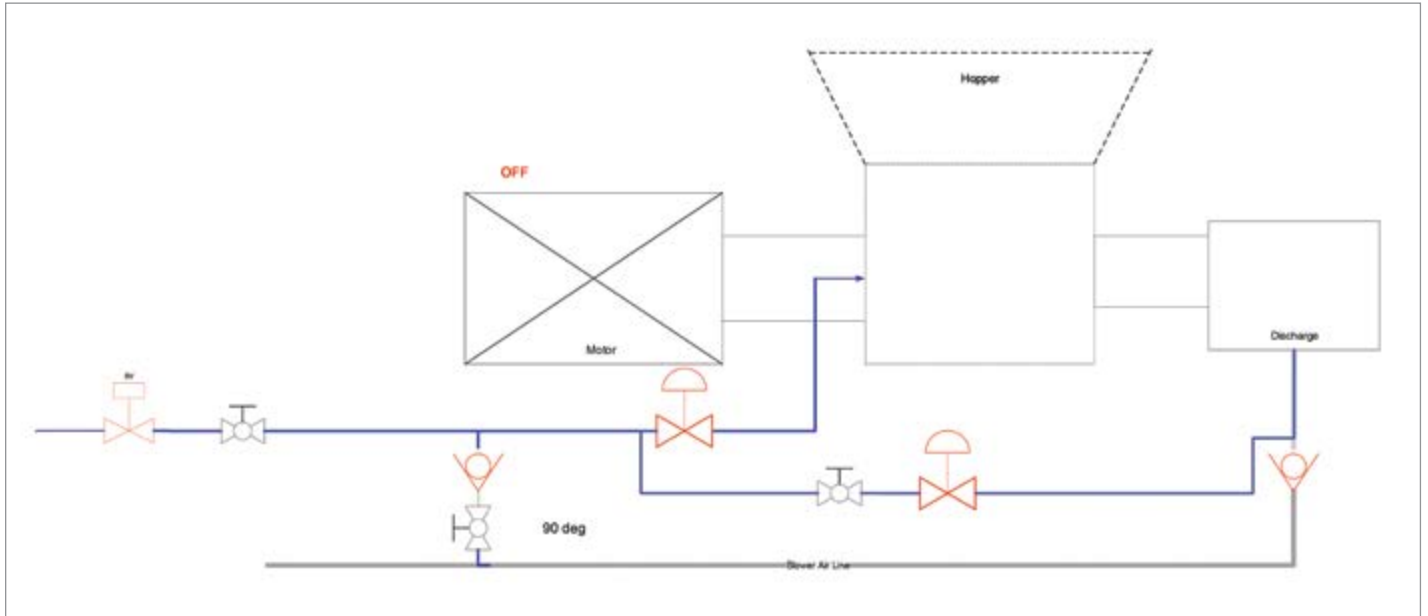 Hopper
OFF
Motor
Discharge
90 deg
Blower Air Line